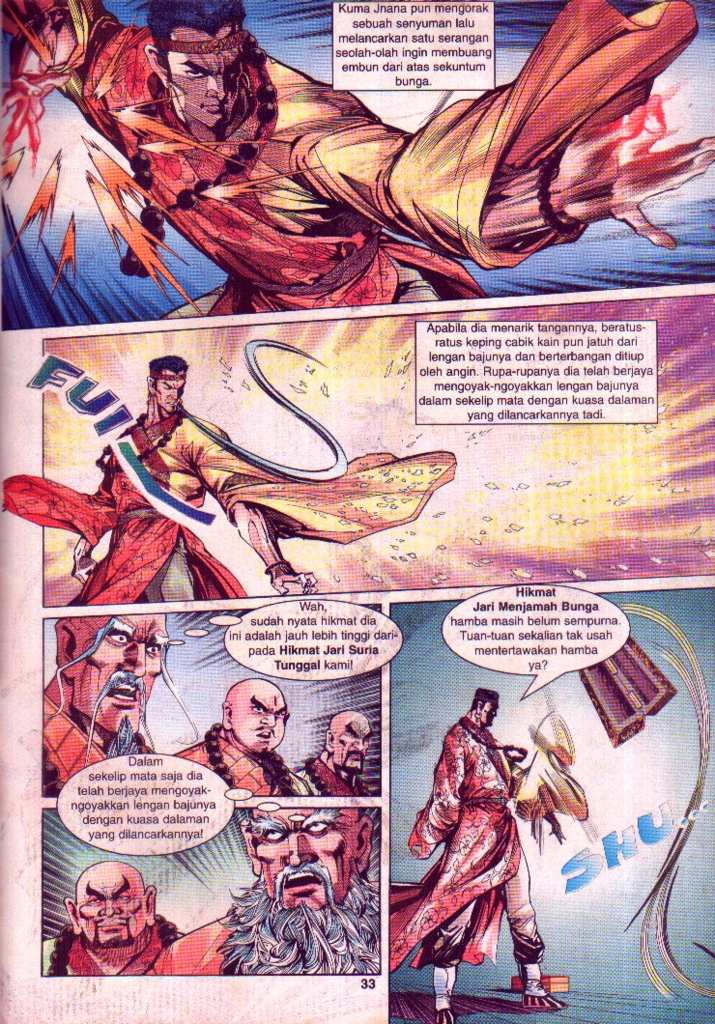 Kuma Jnana pun mengorak
sebuah senyuman lalu
melancarkan satu serangan
seolah-olah ingin membuang
embun dari atas sekuntum
bunga.
Apabila dia menarik tangannya, beratus-
ratus keping cabik kain pun jatuh dari
lengan bajunya dan berterbangan ditiup
oleh angin. Rupa-rupanya dia telah berjaya
mengoyak-ngoyakkan lengan bajunya
dalam sekelip mata dengan kuasa dalaman
yang dilancarkannya tadi.
FUI
Wah,
sudah nyata hikmat dia
ini adalah jauh lebih tinggi dari-
pada Hikmat Jari Suria
Tunggal kami!
Dalam
sekelip mata saja dia
telah berjaya mengoyak-
ngoyakkan lengan bajunya
dengan kuasa dalaman
yang dilancarkannya!
Hikmat
Jari Menjamah Bunga
hamba masih belum sempurna.
Tuan-tuan sekalian tak usah
mentertawakan hamba
ya?
SHU...
33